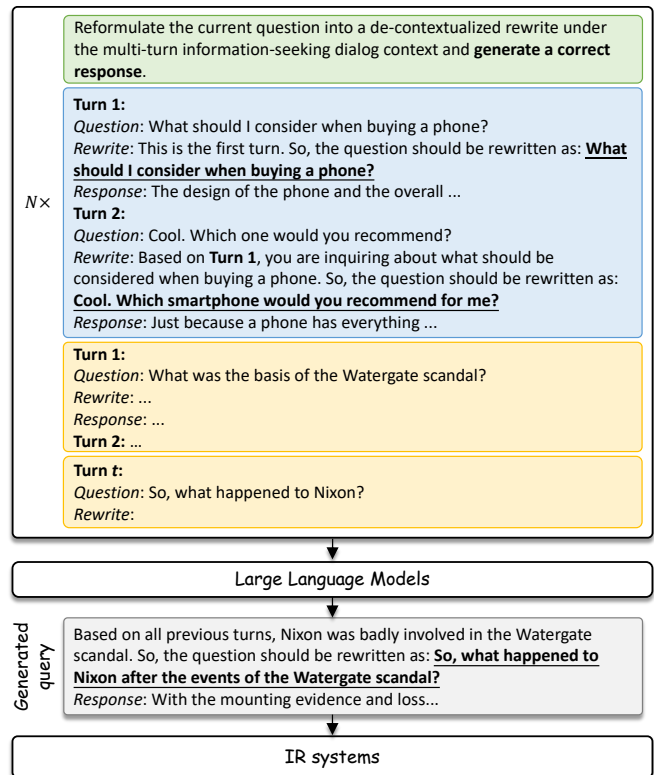 Reformulate the current question into a de-contextualized rewrite under
the multi-turn information-seeking dialog context and generate a correct
response.
N×
Turn 1:
Question: What should I consider when buying a phone?
Rewrite: This is the first turn. So, the question should be rewritten as: What
should I consider when buying a phone?
Response: The design of the phone and the overall ...
Turn 2:
Question: Cool. Which one would you recommend?
Rewrite: Based on Turn 1, you are inquiring about what should be
considered when buying a phone. So, the question should be rewritten as:
Cool. Which smartphone would you recommend for me?
Response: Just because a phone has everything ...
Turn 1:
Question: What was the basis of the Watergate scandal?
Rewrite: ...
Response: ...
Turn 2: ...
Turn t:
Question: So, what happened to Nixon?
Rewrite:
Large Language Models
Generated
query
Based on all previous turns, Nixon was badly involved in the Watergate
scandal. So, the question should be rewritten as: So, what happened to
Nixon after the events of the Watergate scandal?
Response: With the mounting evidence and loss...
IR systems